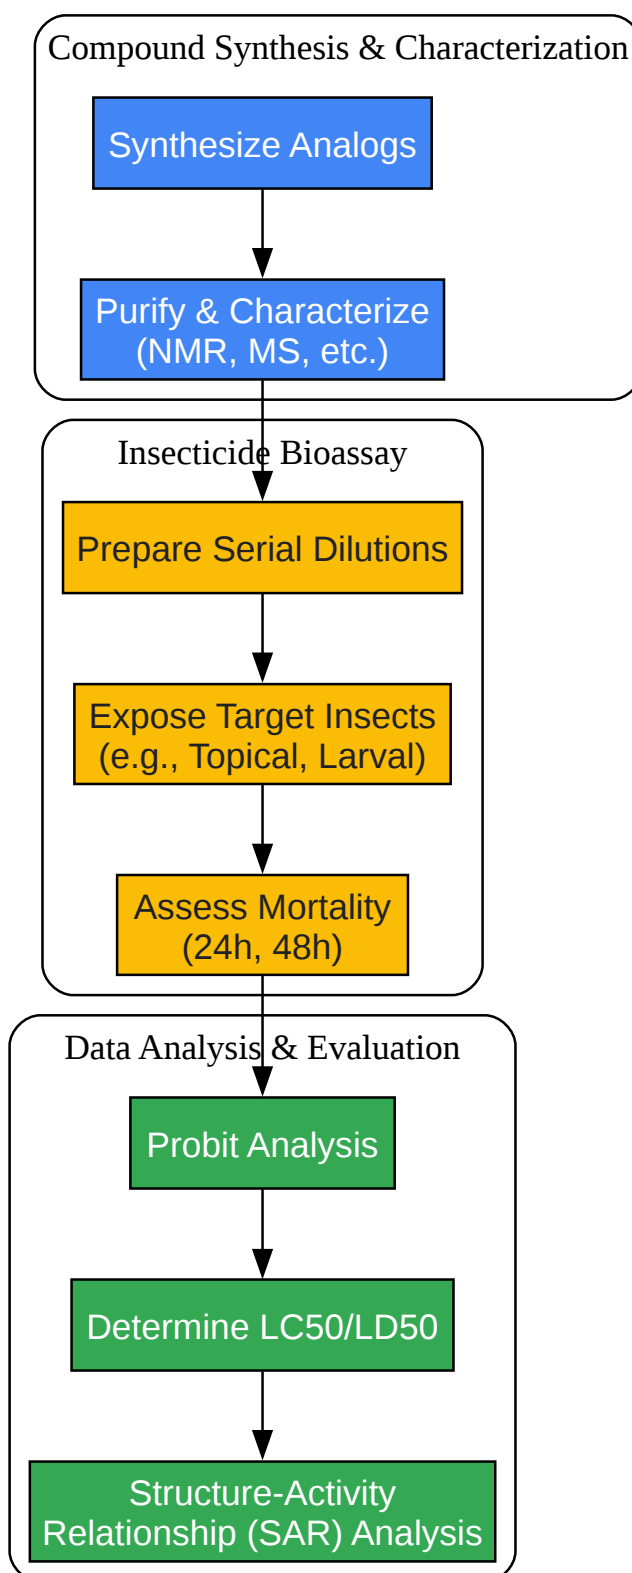 Compound Synthesis & Characterization
Synthesize Analogs
Purify & Characterize
(NMR, MS, etc.)
Insecticide Bioassay
Prepare Serial Dilutions
Expose Target Insects
(e.g., Topical, Larval)
Assess Mortality
(24h, 48h)
Data Analysis & Evaluation
Probit Analysis
Determine LC50/LD50
Structure-Activity
Relationship (SAR) Analysis